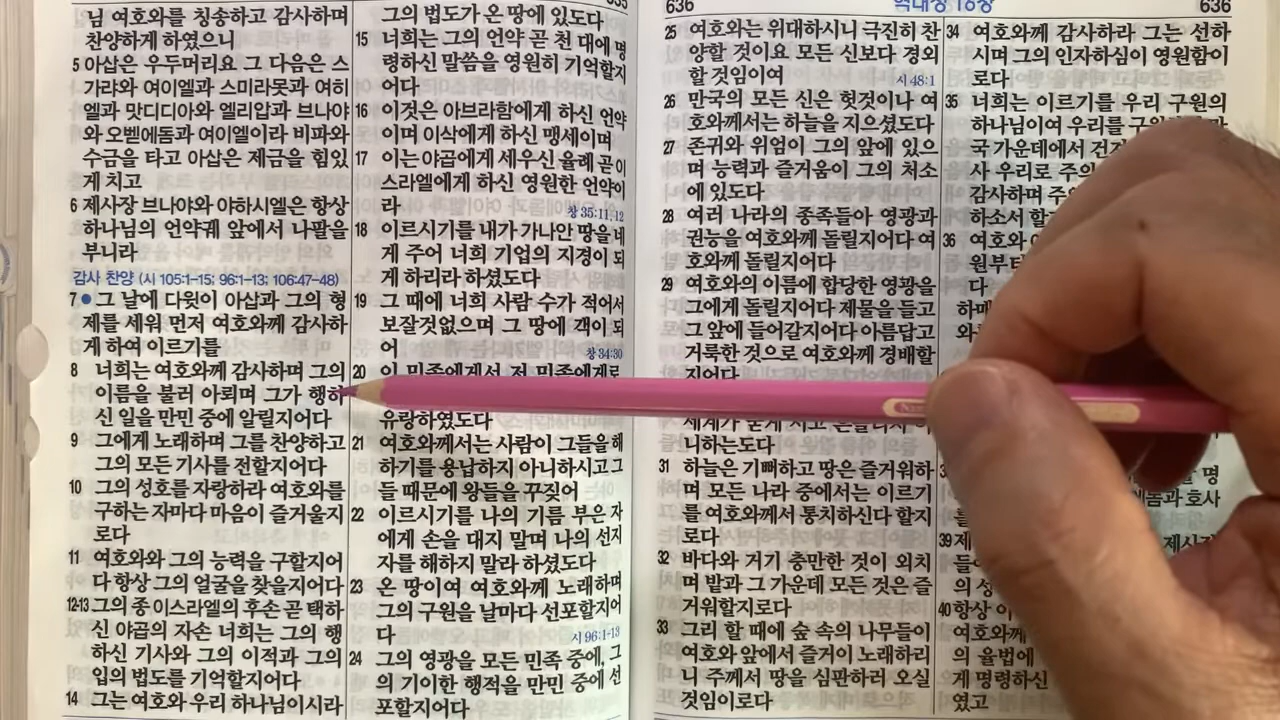 님 여호와를 칭송하고 감사하며
찬양하게 하였으니
5 아삽은 우두머리요 그 다음은 스
가랴와 여이엘과 스미라못과 여히
엘과 맛디디아와 엘리압과 브나야
와 오벧에돔과 여이엘이라 비파와
수금을 타고 아삽은 제금을 힘있
게 치고
6 제사장 브나야와 야하시엘은 항상
하나님의 언약궤 앞에서 나팔을
부니라
감사 찬양 (시 105:1-15; 96:1-13; 106:47-48)
7 ● 그 날에 다윗이 아삽과 그의 형
제를 세워 먼저 여호와께 감사하
게 하여 이르기를
8 너희는 여호와께 감사하며 그의
이름을 불러 아뢰며 그가 행하
신 일을 만민 중에 알릴지어다
9 그에게 노래하며 그를 찬양하고
그의 모든 기사를 전할지어다
10 그의 성호를 자랑하라 여호와를
구하는 자마다 마음이 즐거울지
로다
11 여호와와 그의 능력을 구할지어
다 항상 그의 얼굴을 찾을지어다
12-13 그의 종 이스라엘의 후손 곧 택하
신 야곱의 자손 너희는 그의 행
하신 기사와 그의 이적과 그의
입의 법도를 기억할지어다
14 그는 여호와 우리 하나님이시라
그의 법도가 온 땅에 있도다
15 너희는 그의 언약 곧 천 대에 명
령하신 말씀을 영원히 기억할지
어다
16 이것은 아브라함에게 하신 언약
이며 이삭에게 하신 맹세이며
17 이는 야곱에게 세우신 율례 곧 이
스라엘에게 하신 영원한 언약이
라
창 35:11, 12
18 이르시기를 내가 가나안 땅을 네
게 주어 너희 기업의 지경이 되
게 하리라 하셨도다
19 그 때에 너희 사람 수가 적어서
보잘것없으며 그 땅에 객이 되
어
창 34:30
20 이 민족에게서 저 민족에게로
유랑하였도다
21 여호와께서는 사람이 그들을 해
하기를 용납하지 아니하시고 그
들 때문에 왕들을 꾸짖어
22 이르시기를 나의 기름 부은 자
에게 손을 대지 말며 나의 선지
자를 해하지 말라 하셨도다
23 온 땅이여 여호와께 노래하며
그의 구원을 날마다 선포할지어
다
시 96:1-13
24 그의 영광을 모든 민족 중에, 그
의 기이한 행적을 만민 중에 선
포할지어다
636 역대상 16장 636
25 여호와는 위대하시니 극진히 찬
양할 것이요 모든 신보다 경외
할 것임이여
시 48:1
26 만국의 모든 신은 헛것이나 여
호와께서는 하늘을 지으셨도다
27 존귀와 위엄이 그의 앞에 있으
며 능력과 즐거움이 그의 처소
에 있도다
28 여러 나라의 종족들아 영광과
권능을 여호와께 돌릴지어다 여
호와께 돌릴지어다
29 여호와의 이름에 합당한 영광을
그에게 돌릴지어다 제물을 들고
그 앞에 들어갈지어다 아름답고
거룩한 것으로 여호와께 경배할
지어다
니하는도다
31 하늘은 기뻐하고 땅은 즐거워하
며 모든 나라 중에서는 이르기
를 여호와께서 통치하신다 할지
로다
32 바다와 거기 충만한 것이 외치
며 밭과 그 가운데 모든 것은 즐
거워할지로다
33 그리 할 때에 숲 속의 나무들이
여호와 앞에서 즐거이 노래하리
니 주께서 땅을 심판하러 오실
것임이로다
34 여호와께 감사하라 그는 선하
시며 그의 인자하심이 영원함이
로다
35 너희는 이르기를 우리 구원의
하나님이여 우리를
국 가운데에서
사 우리로 주의
감사하며
하소서
36 여호와
다
명
호사
를
39 제사장
의
40 항상
여호와께
의 율법에
게 명령하신
였고